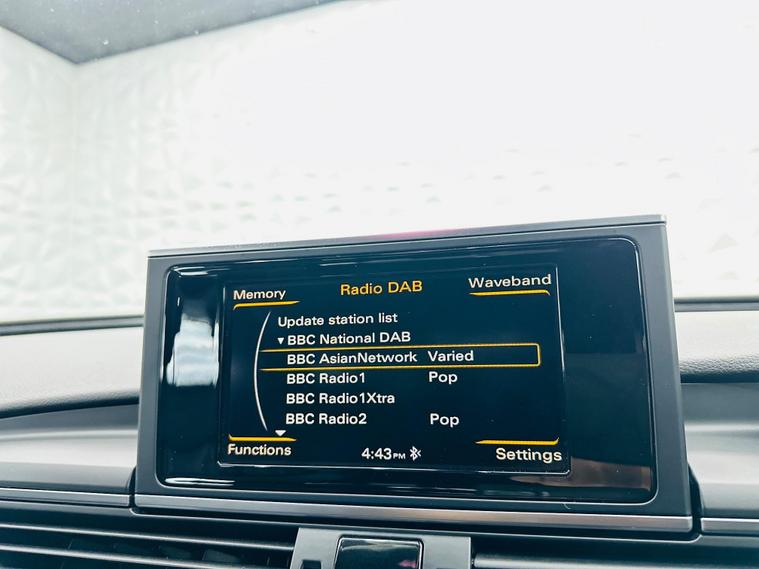 Memory Radio DAB Waveband
Update station list
▼ BBC National DAB
BBC AsianNetwork Varied
BBC Radio1 Pop
BBC Radio1Xtra
BBC Radio2 Pop
Functions 4:43PM Settings